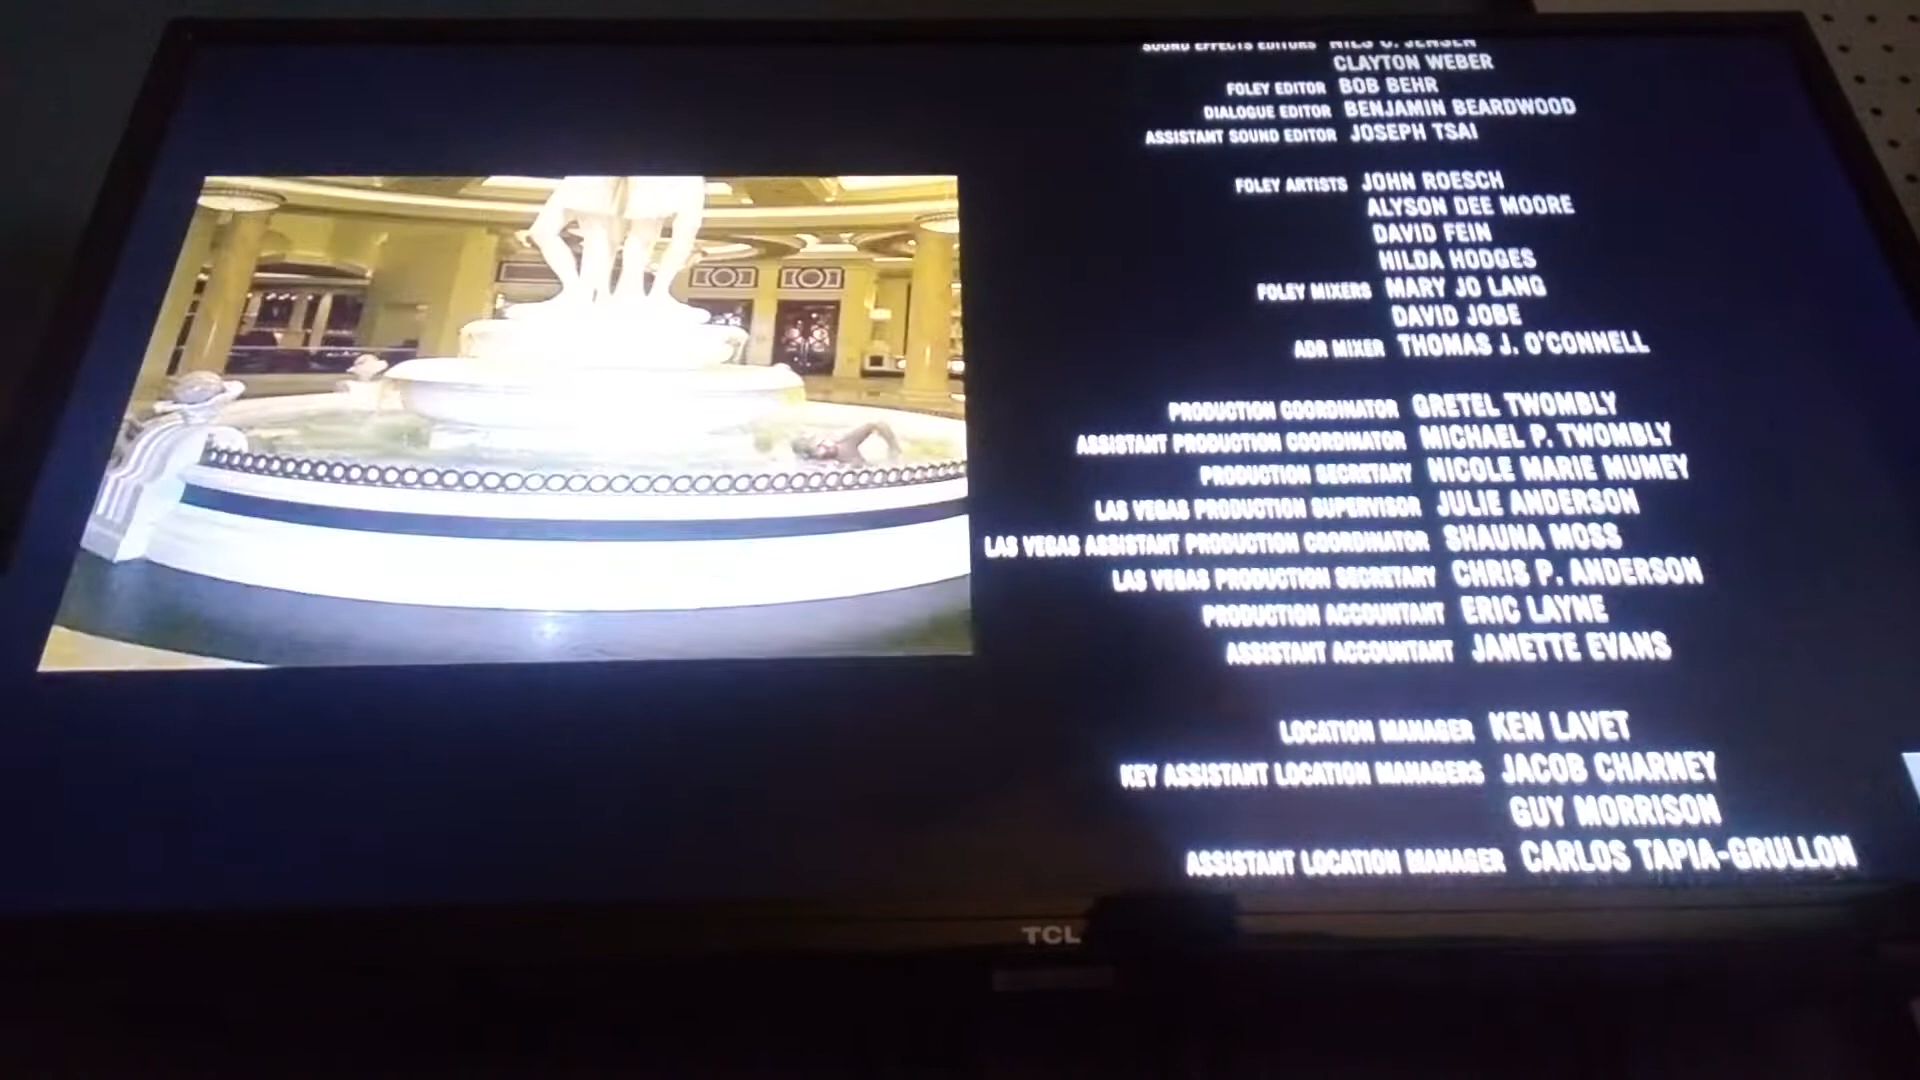 SOUND EFFECTS EDITORS NILS C. JENSEN
CLAYTON WEBER
FOLEY EDITOR BOB BEHR
DIALOGUE EDITOR BENJAMIN BEARDWOOD
ASSISTANT SOUND EDITOR JOSEPH TSAI
FOLEY ARTISTS JOHN ROESCH
ALYSON DEE MOORE
DAVID FEIN
HILDA HODGES
FOLEY MIXERS MARY JO LANG
DAVID JOBE
ADR MIXER THOMAS J. O'CONNELL
PRODUCTION COORDINATOR GRETEL TWOMBLY
ASSISTANT PRODUCTION COORDINATOR MICHAEL P. TWOMBLY
PRODUCTION SECRETARY NICOLE MARIE MUMEY
LAS VEGAS PRODUCTION SUPERVISOR JULIE ANDERSON
LAS VEGAS ASSISTANT PRODUCTION COORDINATOR SHAUNA MOSS
LAS VEGAS PRODUCTION SECRETARY CHRIS P. ANDERSON
PRODUCTION ACCOUNTANT ERIC LAYNE
ASSISTANT ACCOUNTANT JANETTE EVANS
LOCATION MANAGER KEN LAVET
KEY ASSISTANT LOCATION MANAGERS JACOB CHARNEY
GUY MORRISON
ASSISTANT LOCATION MANAGER CARLOS TAPIA-GRULLON
TCL